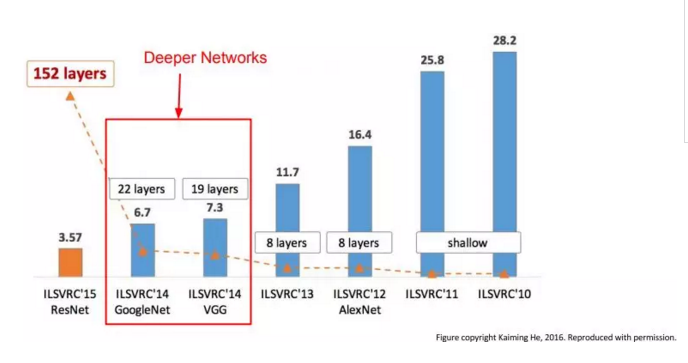 Deeper Networks
152 layers
28.2
25.8
16.4
11.7
22 layers
19 layers
6.7
7.3
3.57
8 layers
8 layers
shallow
ILSVRC'15
ResNet
ILSVRC'14
GoogleNet
ILSVRC'14
VGG
ILSVRC'13
ILSVRC'12
AlexNet
ILSVRC'11
ILSVRC'10
Figure copyright Kaiming He, 2016. Reproduced with permission.